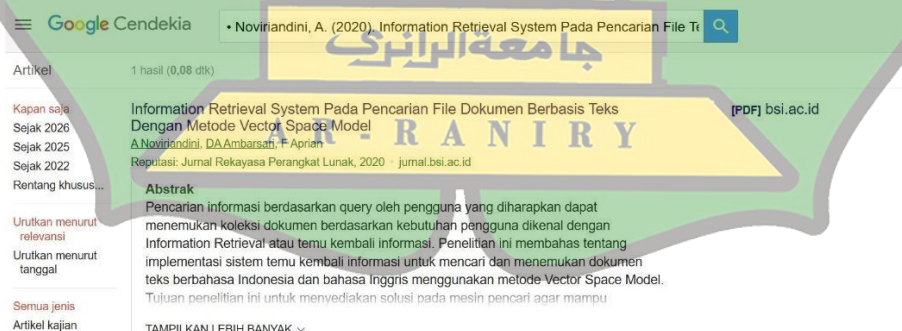 Google Cendekia
• Noviriandini, A. (2020). Information Retrieval System Pada Pencarian File Te
جامعةالرانري
Artikel
1 hasil (0,08 dtk)
Kapan saja
Sejak 2026
Sejak 2025
Sejak 2022
Rentang khusus...
Urutkan menurut
relevansi
Urutkan menurut
tanggal
Semua jenis
Artikel kajian
Information Retrieval System Pada Pencarian File Dokumen Berbasis Teks
Dengan Metode Vector Space Model
[PDF] bsi.ac.id
AR-RANIRY
A Noviriandini, DA Ambarsari, F Aprian
Reputasi: Jurnal Rekayasa Perangkat Lunak, 2020 · jurnal.bsi.ac.id
Abstrak
Pencarian informasi berdasarkan query oleh pengguna yang diharapkan dapat
menemukan koleksi dokumen berdasarkan kebutuhan pengguna dikenal dengan
Information Retrieval atau temu kembali informasi. Penelitian ini membahas tentang
implementasi sistem temu kembali informasi untuk mencari dan menemukan dokumen
teks berbahasa Indonesia dan bahasa Inggris menggunakan metode Vector Space Model.
Tujuan penelitian ini untuk menyediakan solusi pada mesin pencari agar mampu
TAMPILKAN LEBIH BANYAK